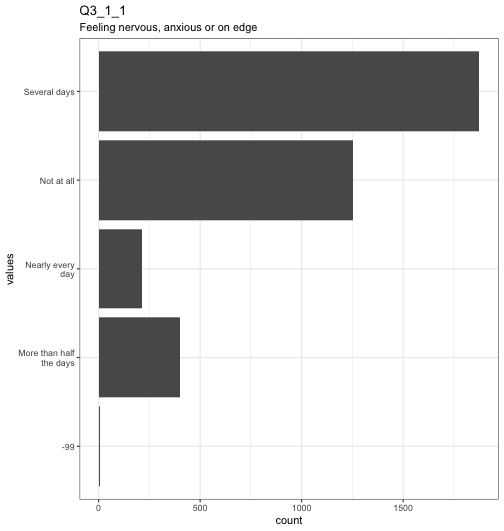 Q3_1_1
Feeling nervous, anxious or on edge
Several days
Not at all
Nearly every
day
More than half
the days
-99
values
0
500
1000
1500
count